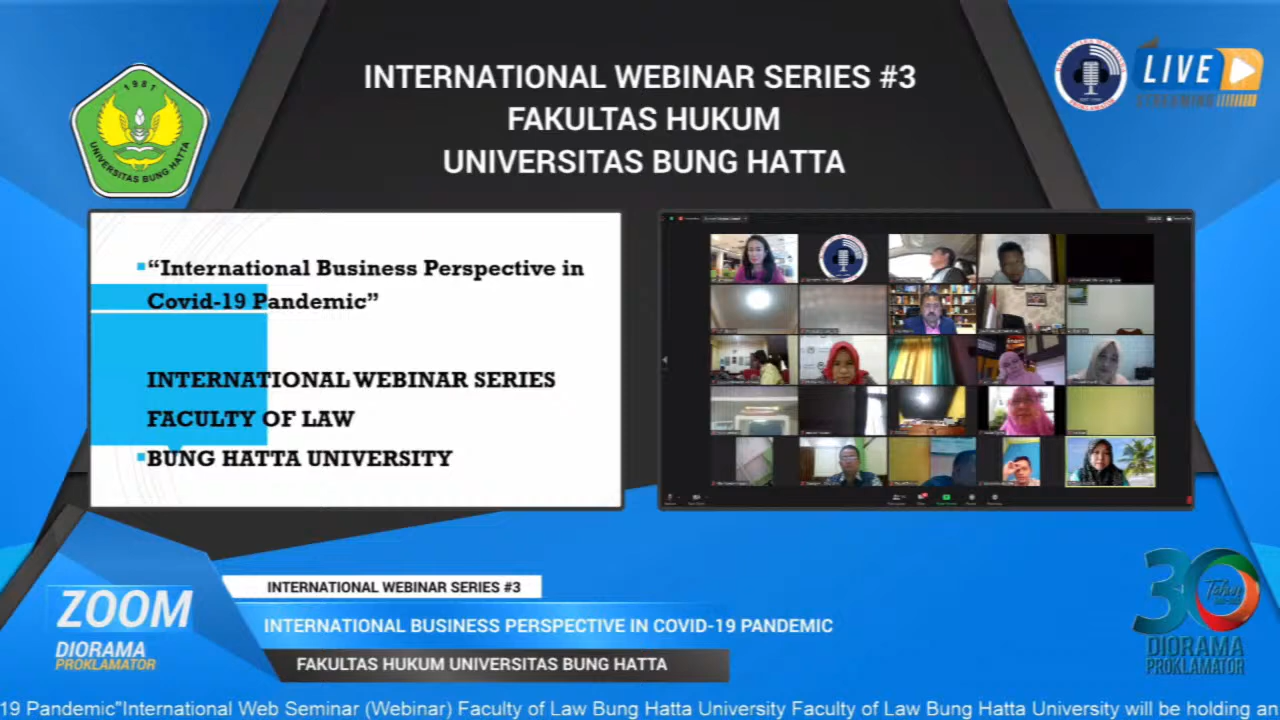 INTERNATIONAL WEBINAR SERIES #3
FAKULTAS HUKUM
UNIVERSITAS BUNG HATTA
1981
UNIVERSITAS BUNG HATTA
LIVE
STREAMING
“International Business Perspective in
Covid-19 Pandemic”
INTERNATIONAL WEBINAR SERIES
FACULTY OF LAW
BUNG HATTA UNIVERSITY
ZOOM
DIORAMA
PROKLAMATOR
INTERNATIONAL WEBINAR SERIES #3
INTERNATIONAL BUSINESS PERSPECTIVE IN COVID-19 PANDEMIC
FAKULTAS HUKUM UNIVERSITAS BUNG HATTA
30
Tahun
DIORAMA
PROKLAMATOR
19 Pandemic"International Web Seminar (Webinar) Faculty of Law Bung Hatta University Faculty of Law Bung Hatta University will be holding an